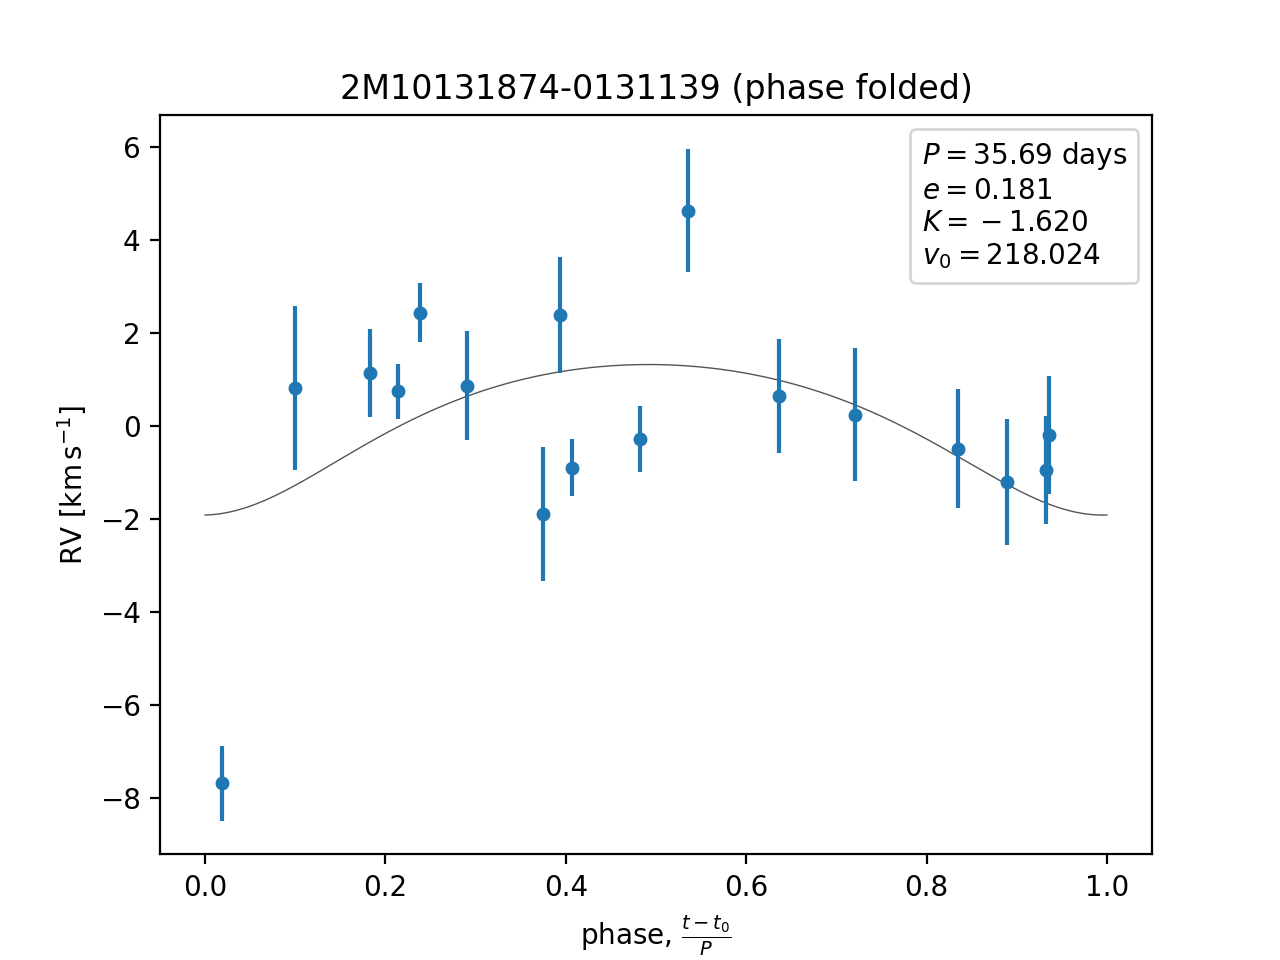 2M10131874-0131139 (phase folded)
P = 35.69 days
e = 0.181
K = −1.620
v₀ = 218.024
6
4
2
0
−2
−4
−6
−8
RV [km s⁻¹]
0.0 0.2 0.4 0.6 0.8 1.0
phase, (t − t₀)/P